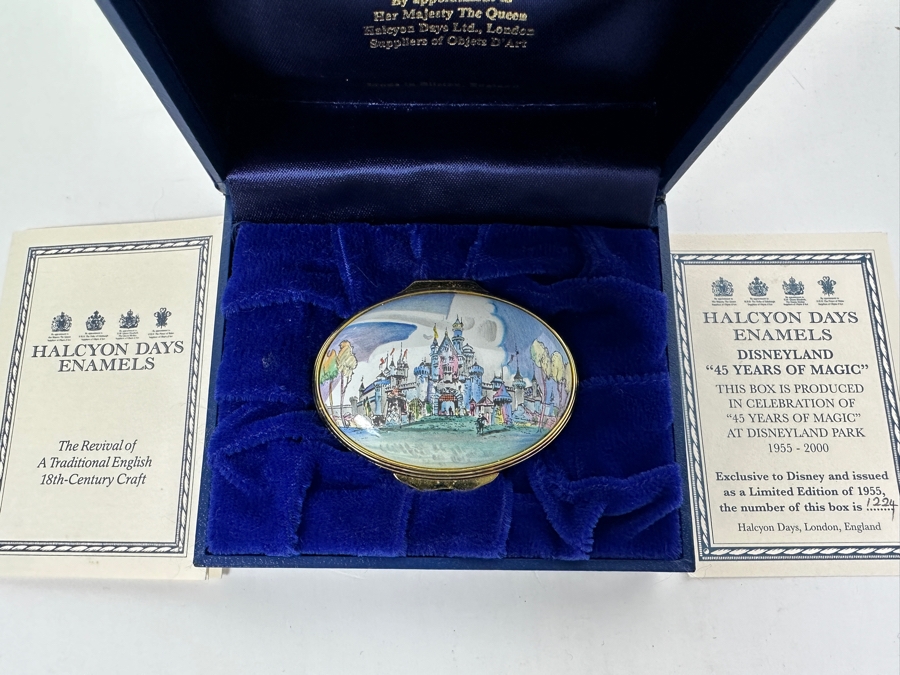 By appointment to
Her Majesty The Queen
Halcyon Days Ltd., London
Suppliers of Objets D'Art
HALCYON DAYS
ENAMELS
The Revival of
A Traditional English
18th-Century Craft
HALCYON DAYS
ENAMELS
DISNEYLAND
"45 YEARS OF MAGIC"
THIS BOX IS PRODUCED
IN CELEBRATION OF
"45 YEARS OF MAGIC"
AT DISNEYLAND PARK
1955 - 2000
Exclusive to Disney and issued
as a Limited Edition of 1955,
the number of this box is 1224
Halcyon Days, London, England